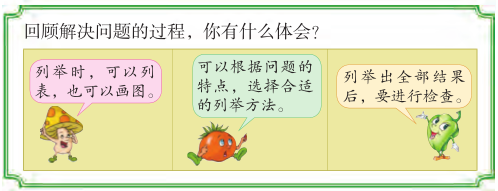 回顾解决问题的过程，你有什么体会？
列举时，可以列
表，也可以画图。
可以根据问题的
特点，选择合适
的列举方法。
列举出全部结果
后，要进行检查。